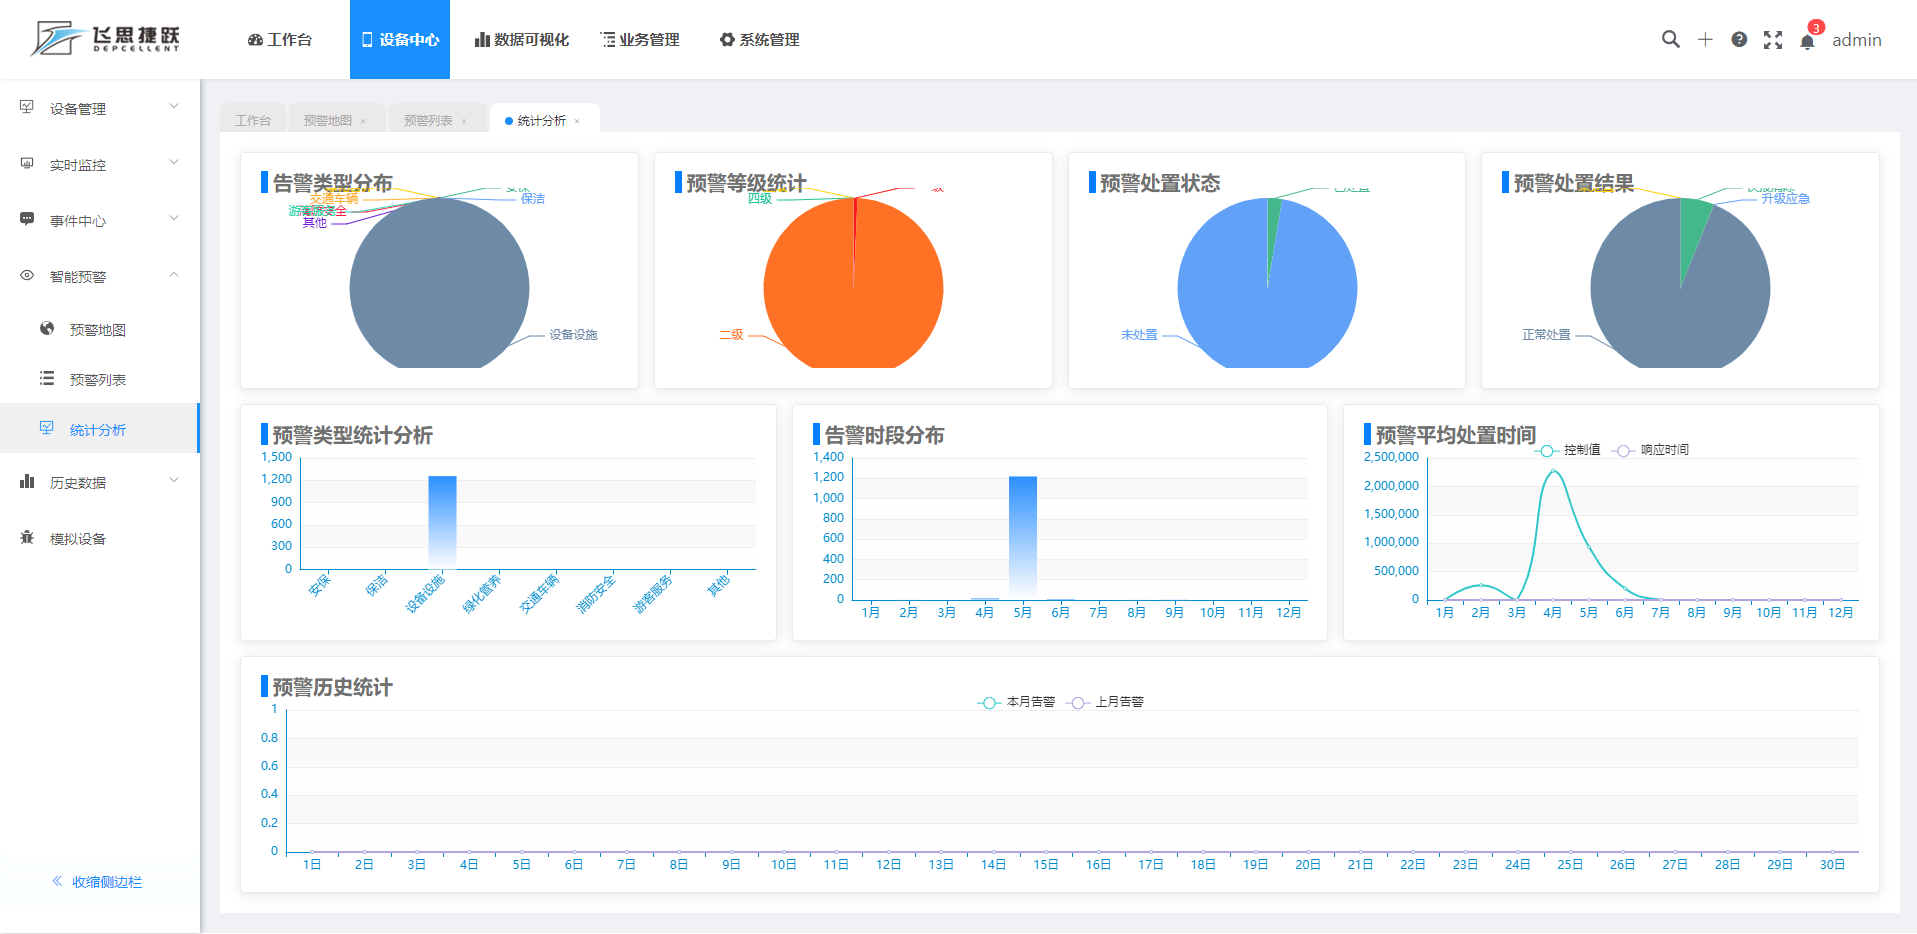 飞思捷跃
DEPCELLENT
工作台
设备中心
数据可视化
业务管理
系统管理
3
admin
设备管理
实时监控
事件中心
智能预警
预警地图
预警列表
统计分析
历史数据
模拟设备
收缩侧边栏
工作台
预警地图 ×
预警列表 ×
统计分析 ×
告警类型分布
交通车辆
其他
安保
保洁
设备设施
预警等级统计
四级
二级
预警处置状态
已处置
未处置
预警处置结果
升级应急
正常处置
预警类型统计分析
1,500
1,200
900
600
300
0
安保
保洁
设备设施
绿化管养
交通车辆
消防安全
游客服务
其他
告警时段分布
1,400
1,200
1,000
800
600
400
200
0
1月 2月 3月 4月 5月 6月 7月 8月 9月 10月 11月 12月
预警平均处置时间
控制值 响应时间
2,500,000
2,000,000
1,500,000
1,000,000
500,000
0
1月 2月 3月 4月 5月 6月 7月 8月 9月 10月 11月 12月
预警历史统计
本月告警 上月告警
1
0.8
0.6
0.4
0.2
0
1日 2日 3日 4日 5日 6日 7日 8日 9日 10日 11日 12日 13日 14日 15日 16日 17日 18日 19日 20日 21日 22日 23日 24日 25日 26日 27日 28日 29日 30日